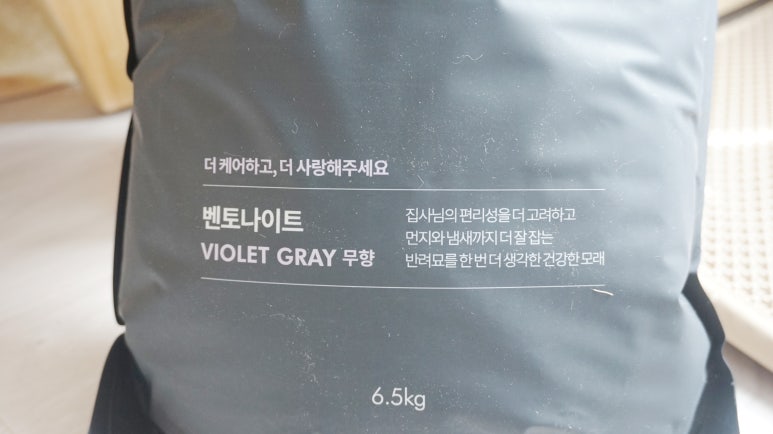 더 케어하고, 더 사랑해주세요
벤토나이트
VIOLET GRAY 무향
집사님의 편리성을 더 고려하고
먼지와 냄새까지 더 잘 잡는
반려묘를 한 번 더 생각한 건강한 모래
6.5kg